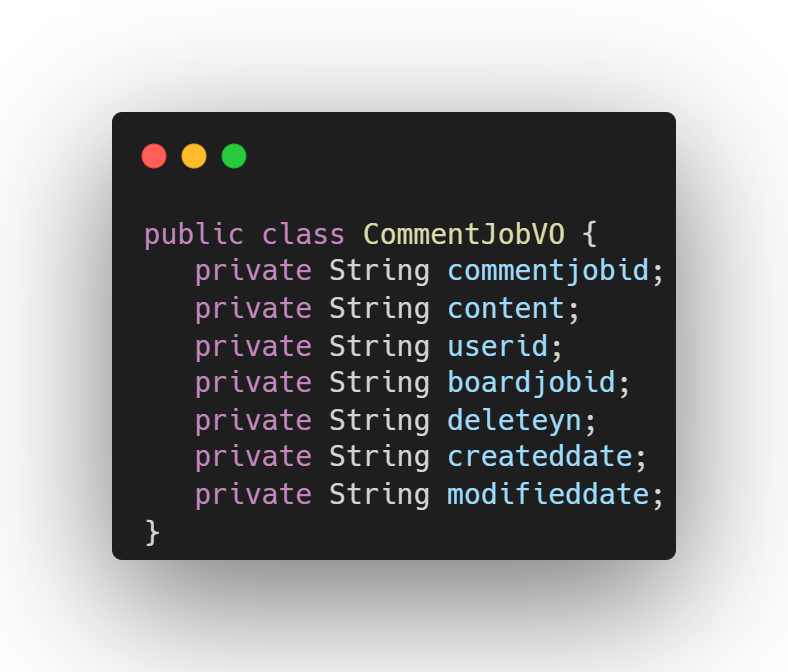 public class CommentJobVO {
   private String commentjobid;
   private String content;
   private String userid;
   private String boardjobid;
   private String deleteyn;
   private String createddate;
   private String modifieddate;
}